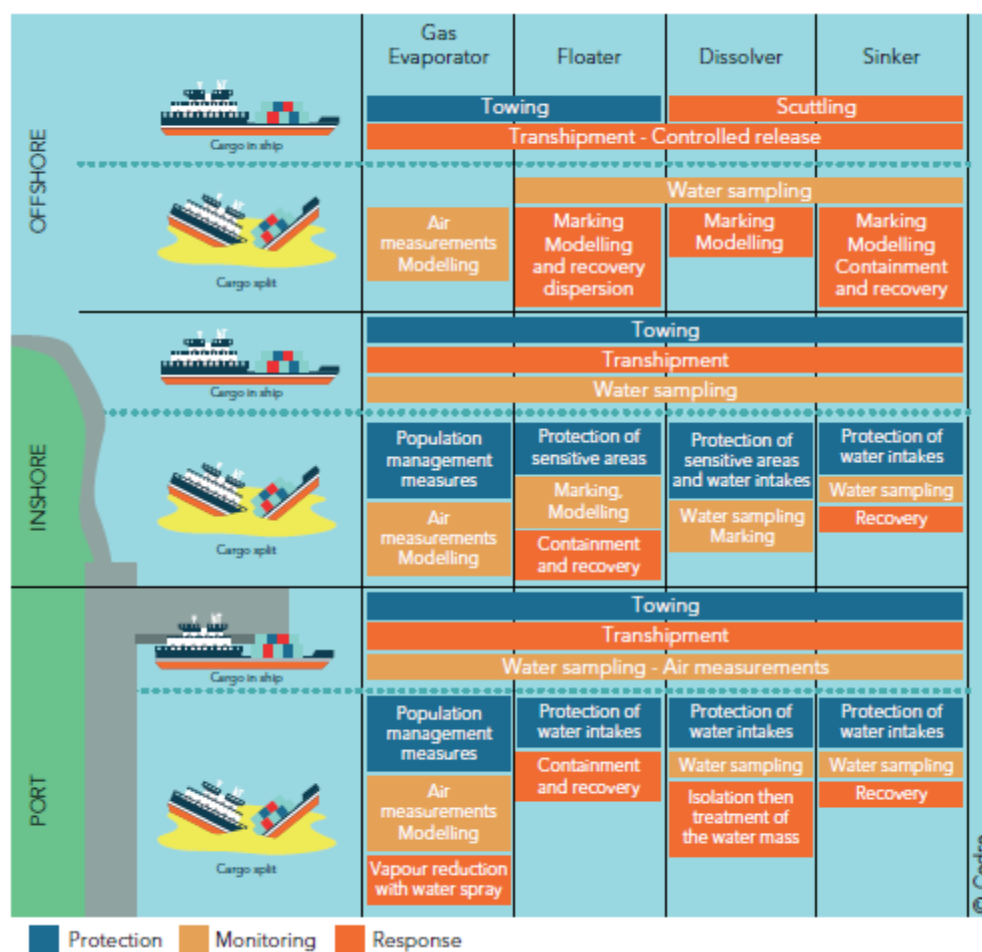 Gas
Evaporator
Floater
Dissolver
Sinker
OFFSHORE
Cargo in ship
Towing
Scuttling
Transhipment - Controlled release
Cargo split
Water sampling
Air
measurements
Modelling
Marking
Modelling
and recovery
dispersion
Marking
Modelling
Marking
Modelling
Containment
and recovery
INSHORE
Cargo in ship
Towing
Transhipment
Water sampling
Cargo split
Population
management
measures
Air
measurements
Modelling
Protection of
sensitive areas
Marking,
Modelling
Containment
and recovery
Protection of
sensitive areas
and water intakes
Water sampling
Marking
Protection of
water intakes
Water sampling
Recovery
PORT
Cargo in ship
Towing
Transhipment
Water sampling - Air measurements
Cargo split
Population
management
measures
Air
measurements
Modelling
Vapour reduction
with water spray
Protection of
water intakes
Containment
and recovery
Protection of
water intakes
Water sampling
Isolation then
treatment of
the water mass
Protection of
water intakes
Water sampling
Recovery
© Cedre
Protection
Monitoring
Response